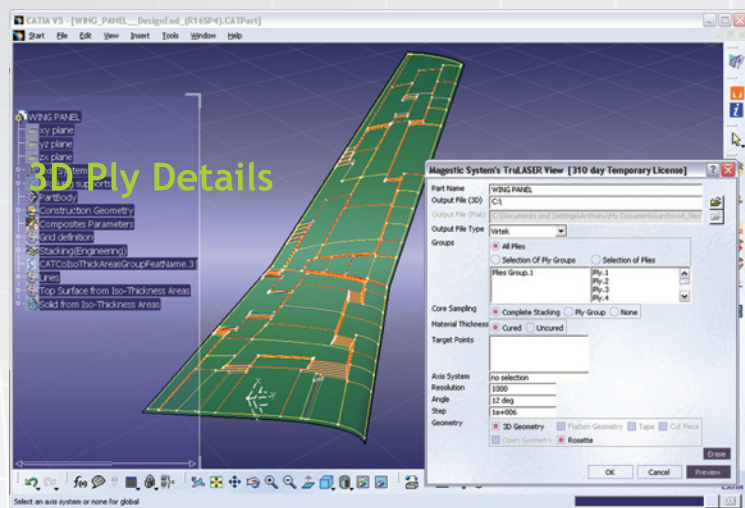 CATIA V5 - [WING_PANEL__DesignEnd_(R16SP4).CATPart]
Start File Edit View Insert Tools Window Help
WING PANEL
xy plane
yz plane
zx plane
3D Ply Details
PartBody
Construction Geometry
Composites Parameters
Grid definition
Stacking(Engineering)
CATCoIsoThickAreasGroupFeatName.3
Lines
Top Surface from Iso-Thickness Areas
Solid from Iso-Thickness Areas
Magestic System's TruLASER View [310 day Temporary License]
Part Name WING PANEL
Output File (3D) C:\
Output File (Flat) C:\Documents and Settings\Anthony\My Documents\archived_files
Output File Type Virtek
Groups All Plies
Selection Of Ply Groups Selection of Plies
Plies Group.1 Ply.1
Ply.2
Ply.3
Ply.4
Core Sampling Complete Stacking Ply Group None
Material Thickness Cured Uncured
Target Points
Axis System no selection
Resolution 1000
Angle 12 deg
Step 1e+006
Geometry 3D Geometry Flatten Geometry Tape Cut Piece
Open Geometry Rosette
Erase
OK Cancel Preview
Select an axis system or none for global